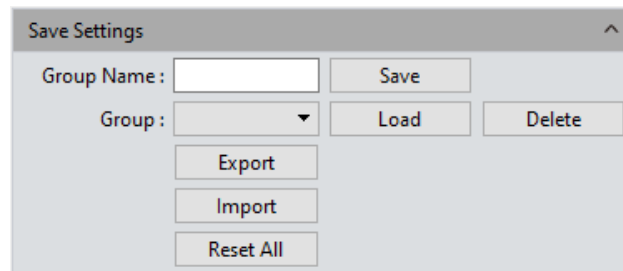 Save Settings
Group Name : Save
Group : Load Delete
Export
Import
Reset All